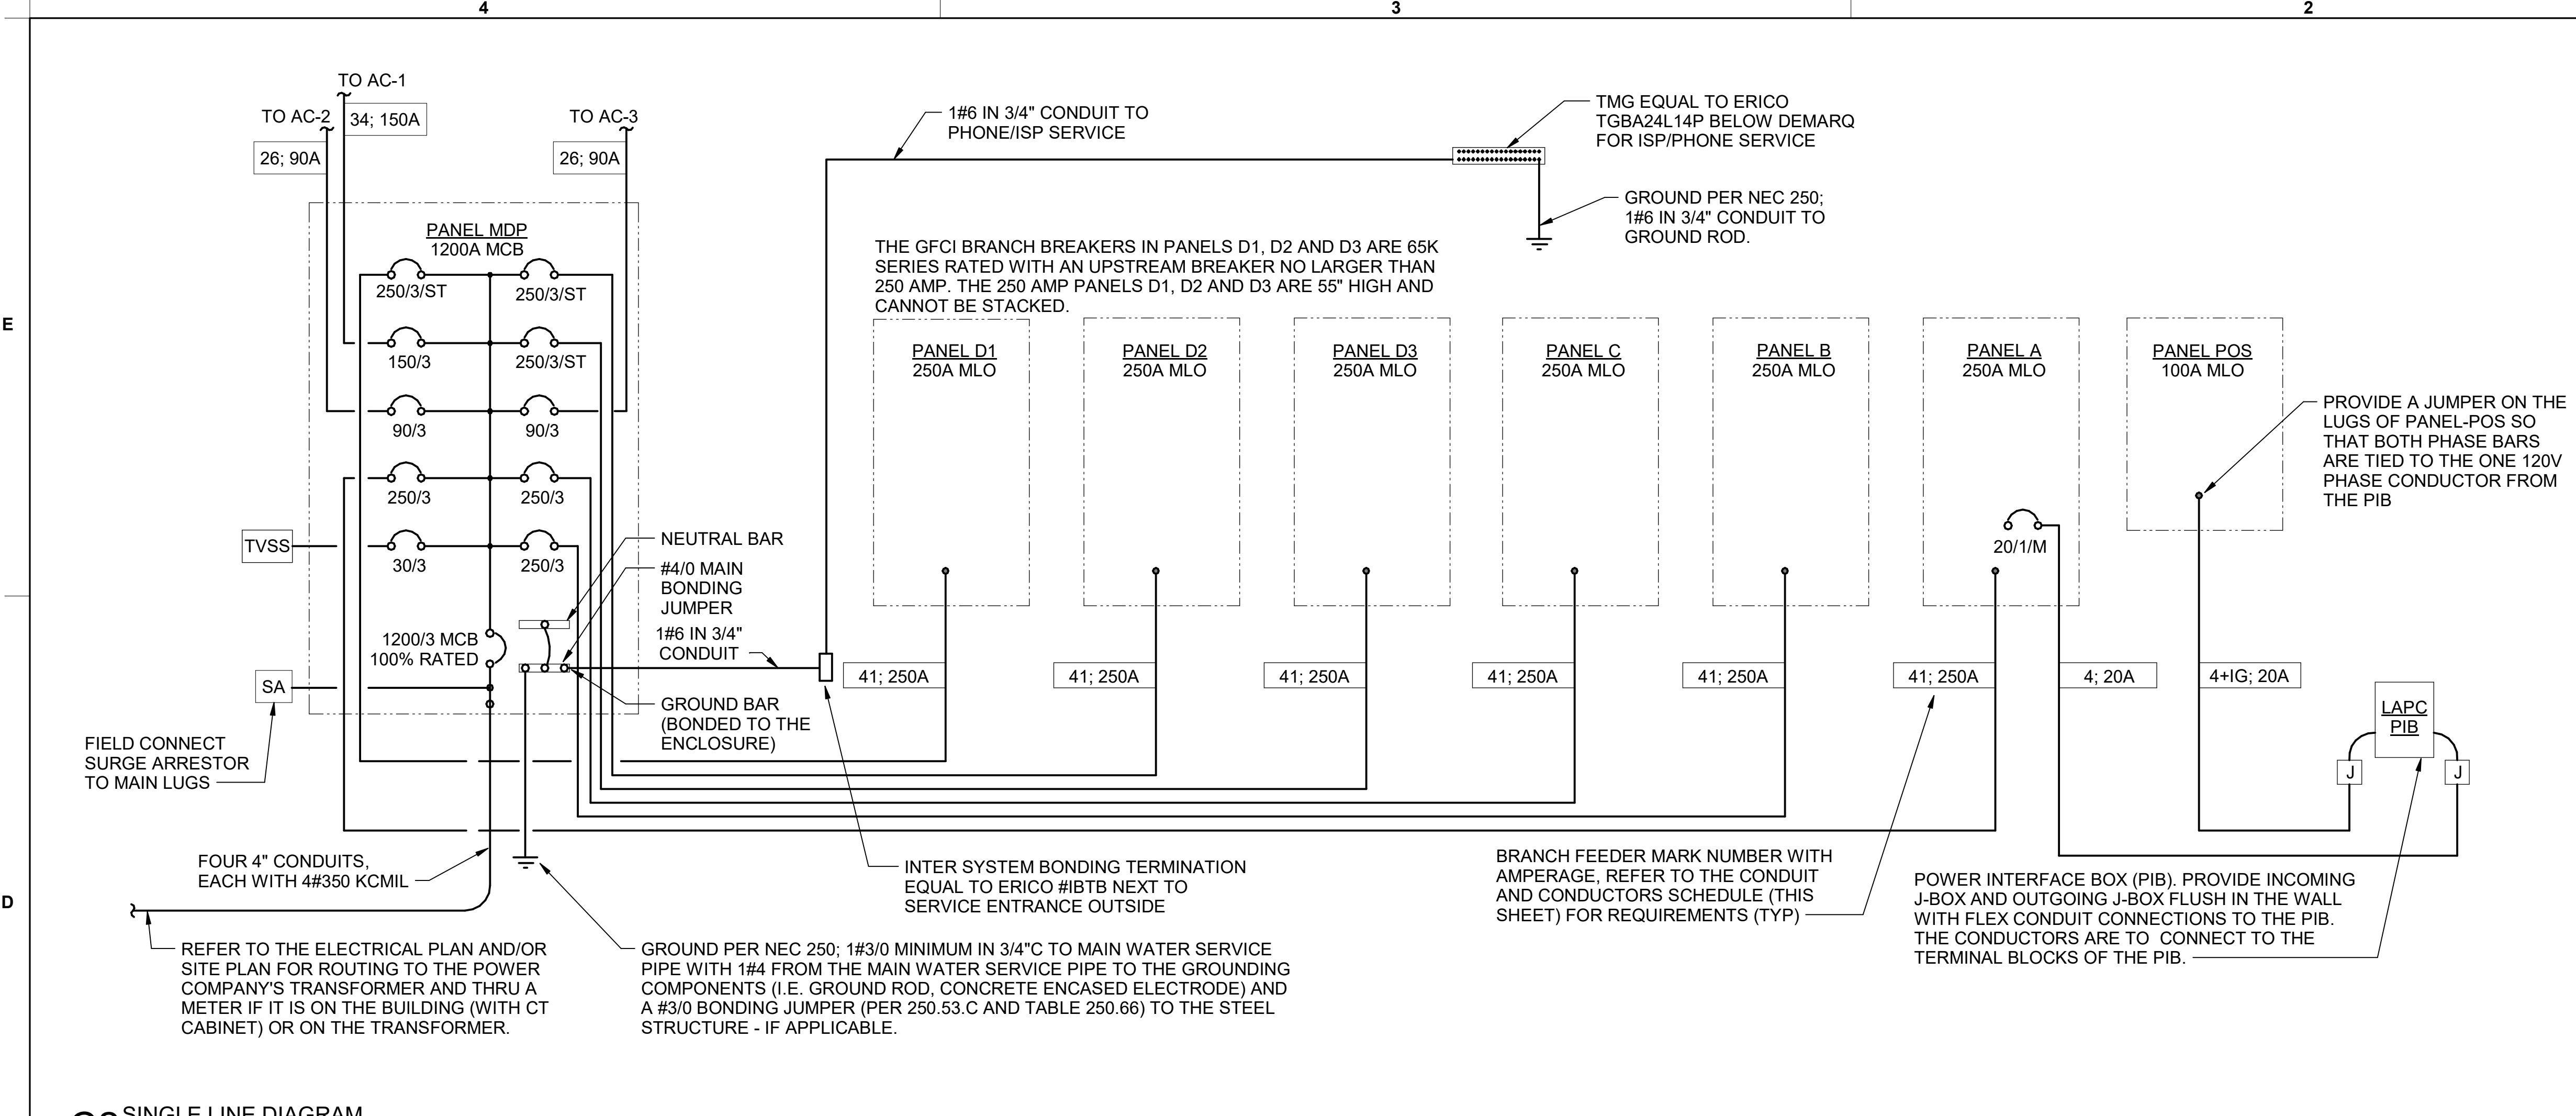 4
3
2
E
D
TO AC-1
TO AC-2
34; 150A
TO AC-3
26; 90A
26; 90A
PANEL MDP
1200A MCB
250/3/ST
250/3/ST
150/3
250/3/ST
90/3
90/3
250/3
250/3
30/3
250/3
TVSS
1200/3 MCB
100% RATED
SA
FIELD CONNECT
SURGE ARRESTOR
TO MAIN LUGS
NEUTRAL BAR
#4/0 MAIN
BONDING
JUMPER
1#6 IN 3/4"
CONDUIT
GROUND BAR
(BONDED TO THE
ENCLOSURE)
1#6 IN 3/4" CONDUIT TO
PHONE/ISP SERVICE
TMG EQUAL TO ERICO
TGBA24L14P BELOW DEMARQ
FOR ISP/PHONE SERVICE
GROUND PER NEC 250;
1#6 IN 3/4" CONDUIT TO
GROUND ROD.
THE GFCI BRANCH BREAKERS IN PANELS D1, D2 AND D3 ARE 65K
SERIES RATED WITH AN UPSTREAM BREAKER NO LARGER THAN
250 AMP. THE 250 AMP PANELS D1, D2 AND D3 ARE 55" HIGH AND
CANNOT BE STACKED.
PANEL D1
250A MLO
PANEL D2
250A MLO
PANEL D3
250A MLO
PANEL C
250A MLO
PANEL B
250A MLO
PANEL A
250A MLO
PANEL POS
100A MLO
20/1/M
PROVIDE A JUMPER ON THE
LUGS OF PANEL-POS SO
THAT BOTH PHASE BARS
ARE TIED TO THE ONE 120V
PHASE CONDUCTOR FROM
THE PIB
41; 250A
41; 250A
41; 250A
41; 250A
41; 250A
41; 250A
4; 20A
4+IG; 20A
LAPC
PIB
J
J
FOUR 4" CONDUITS,
EACH WITH 4#350 KCMIL
INTER SYSTEM BONDING TERMINATION
EQUAL TO ERICO #IBTB NEXT TO
SERVICE ENTRANCE OUTSIDE
BRANCH FEEDER MARK NUMBER WITH
AMPERAGE, REFER TO THE CONDUIT
AND CONDUCTORS SCHEDULE (THIS
SHEET) FOR REQUIREMENTS (TYP)
POWER INTERFACE BOX (PIB). PROVIDE INCOMING
J-BOX AND OUTGOING J-BOX FLUSH IN THE WALL
WITH FLEX CONDUIT CONNECTIONS TO THE PIB.
THE CONDUCTORS ARE TO CONNECT TO THE
TERMINAL BLOCKS OF THE PIB.
REFER TO THE ELECTRICAL PLAN AND/OR
SITE PLAN FOR ROUTING TO THE POWER
COMPANY'S TRANSFORMER AND THRU A
METER IF IT IS ON THE BUILDING (WITH CT
CABINET) OR ON THE TRANSFORMER.
GROUND PER NEC 250; 1#3/0 MINIMUM IN 3/4"C TO MAIN WATER SERVICE
PIPE WITH 1#4 FROM THE MAIN WATER SERVICE PIPE TO THE GROUNDING
COMPONENTS (I.E. GROUND ROD, CONCRETE ENCASED ELECTRODE) AND
A #3/0 BONDING JUMPER (PER 250.53.C AND TABLE 250.66) TO THE STEEL
STRUCTURE - IF APPLICABLE.
SINGLE LINE DIAGRAM